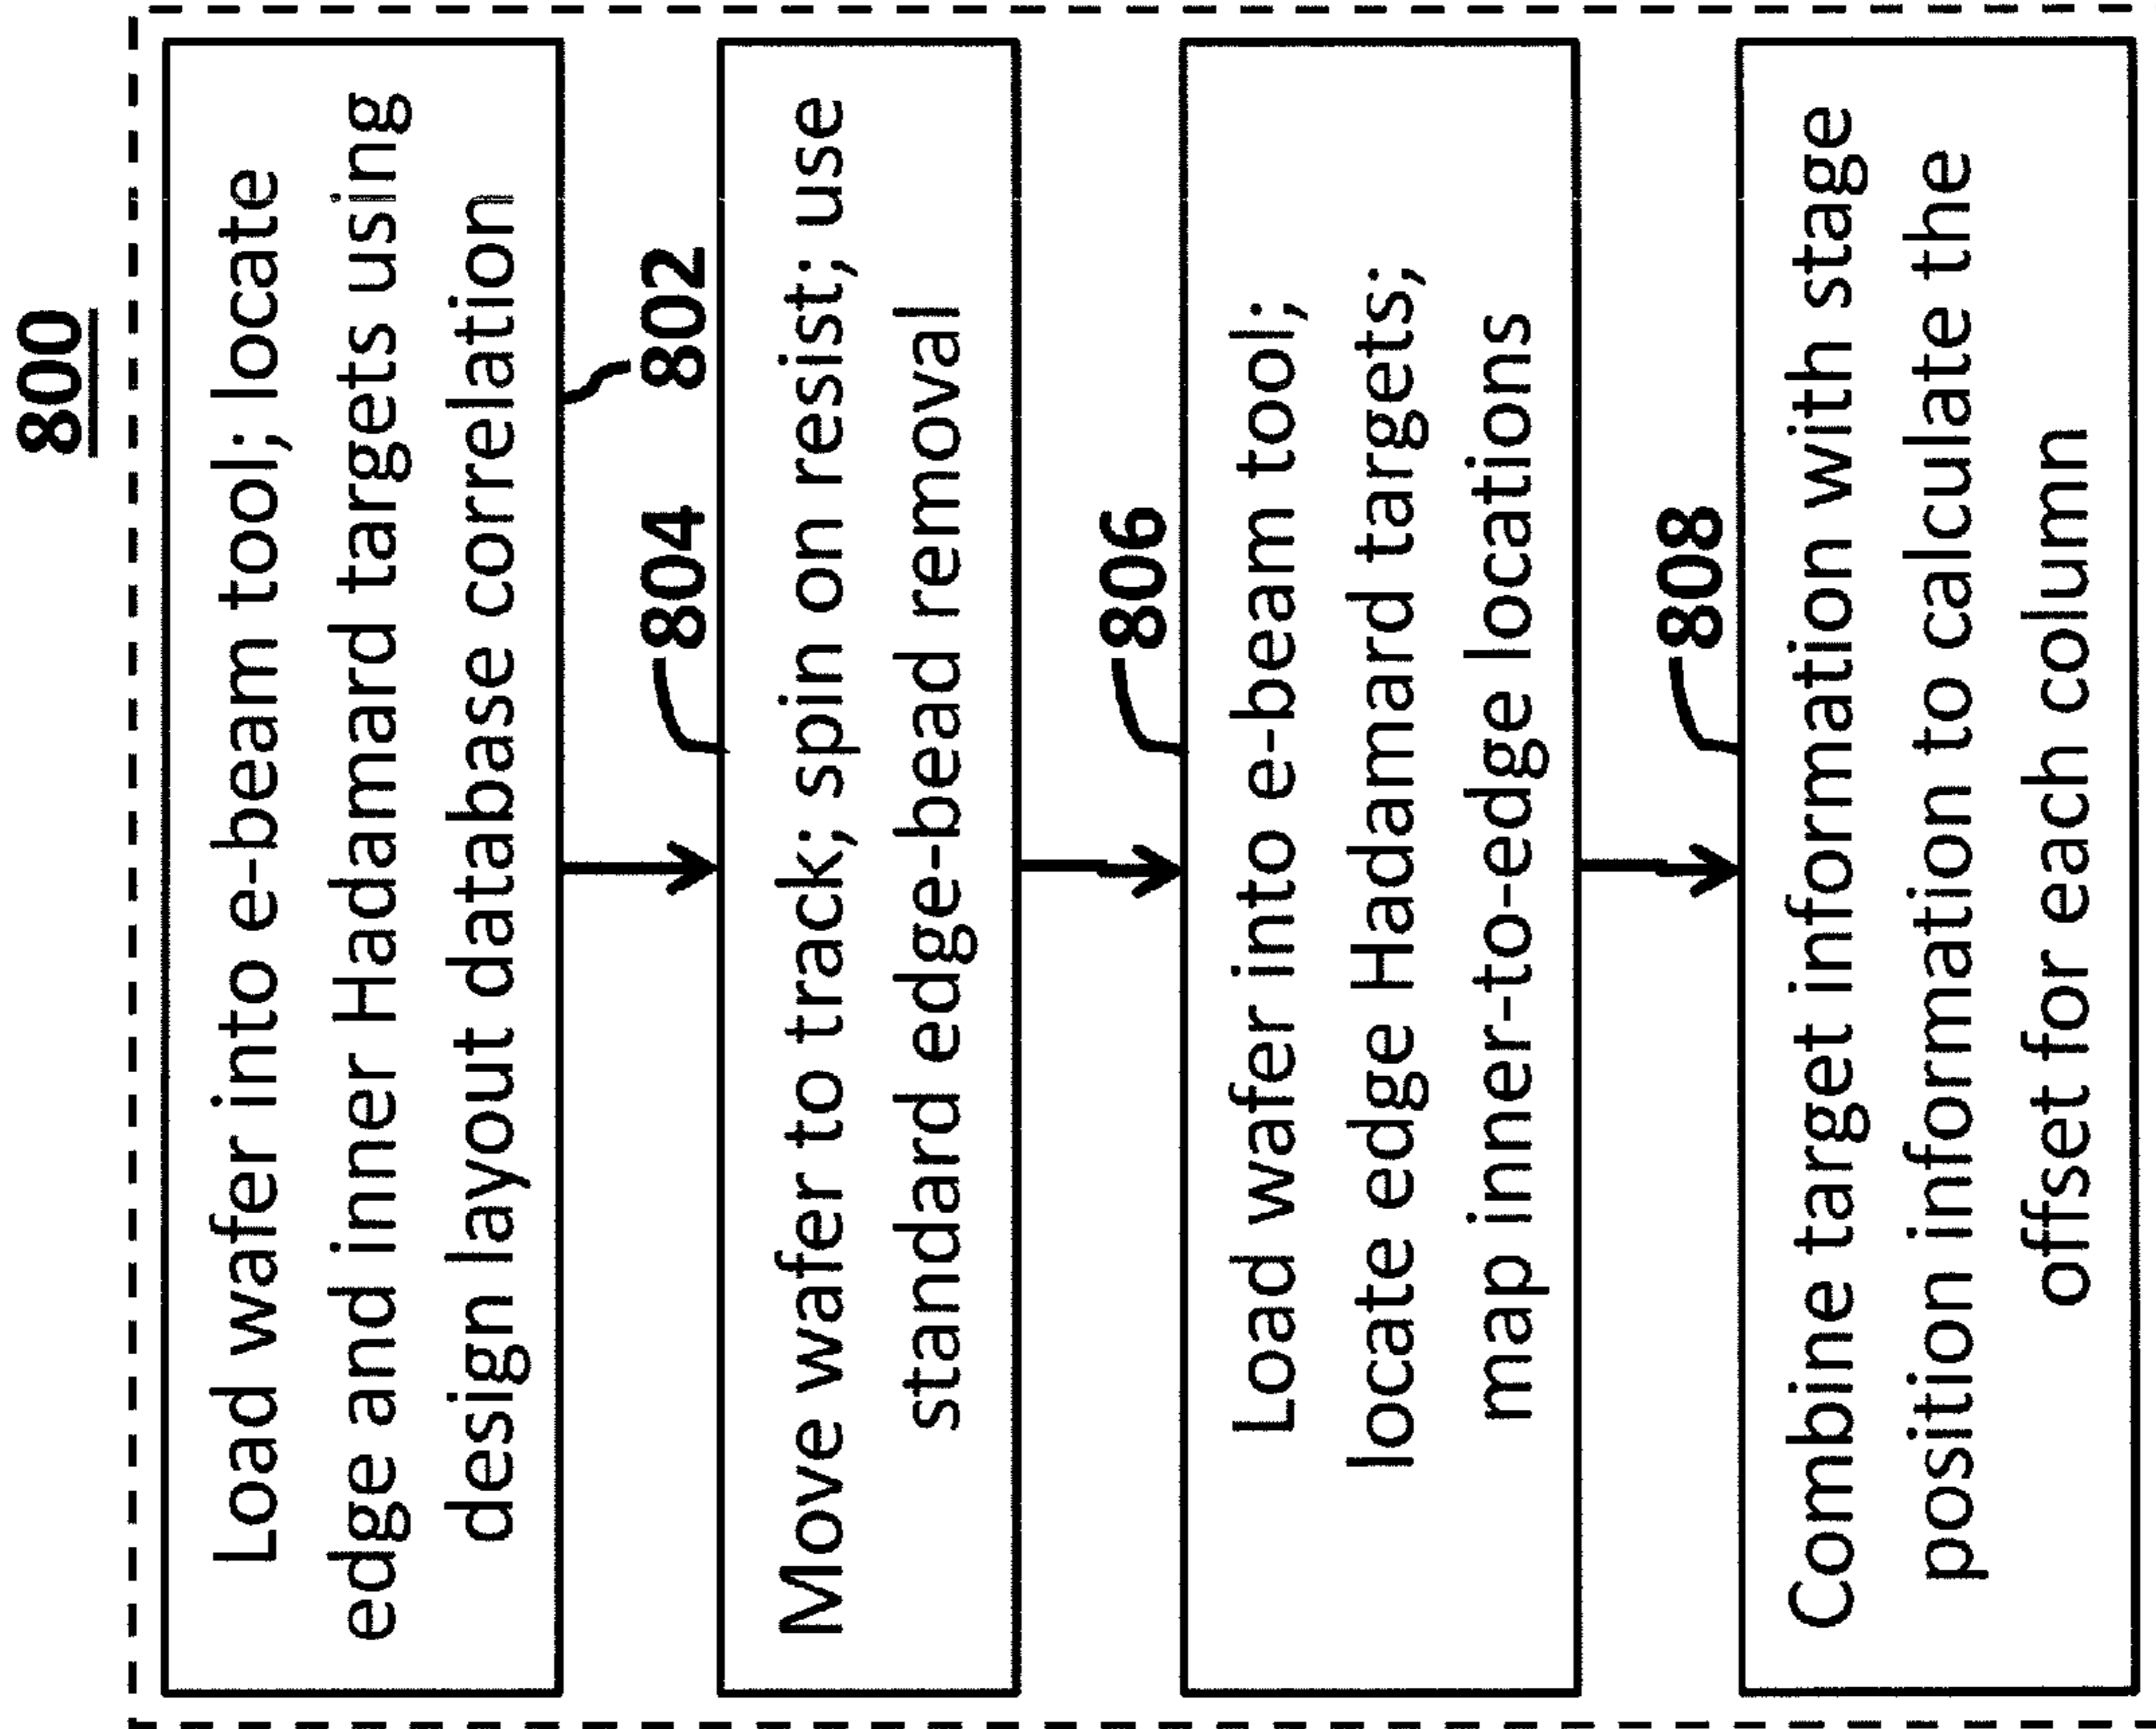 800
Load wafer into e-beam tool; locate
edge and inner Hadamard targets using
design layout database correlation
802
804
Move wafer to track; spin on resist; use
standard edge-bead removal
806
Load wafer into e-beam tool;
locate edge Hadamard targets;
map inner-to-edge locations
808
Combine target information with stage
position information to calculate the
offset for each column